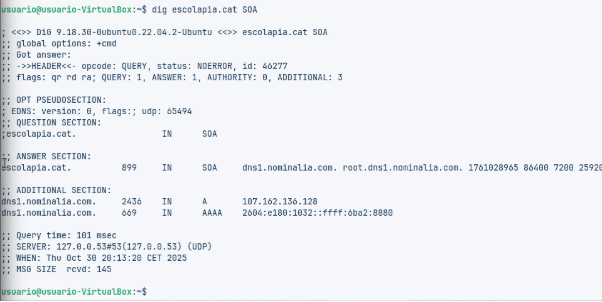 usuario@usuario-VirtualBox:~$ dig escolapia.cat SOA
; <<>> DiG 9.18.30-0ubuntu0.22.04.2-Ubuntu <<>> escolapia.cat SOA
;; global options: +cmd
;; Got answer:
;; ->>HEADER<<- opcode: QUERY, status: NOERROR, id: 46277
;; flags: qr rd ra; QUERY: 1, ANSWER: 1, AUTHORITY: 0, ADDITIONAL: 3
;; OPT PSEUDOSECTION:
; EDNS: version: 0, flags:; udp: 65494
;; QUESTION SECTION:
;escolapia.cat. IN SOA
;; ANSWER SECTION:
escolapia.cat. 899 IN SOA dns1.nominalia.com. root.dns1.nominalia.com. 1761028965 86400 7200 25920
;; ADDITIONAL SECTION:
dns1.nominalia.com. 2436 IN A 107.162.136.128
dns1.nominalia.com. 669 IN AAAA 2604:e180:1032::ffff:6ba2:8880
;; Query time: 101 msec
;; SERVER: 127.0.0.53#53(127.0.0.53) (UDP)
;; WHEN: Thu Oct 30 20:13:20 CET 2025
;; MSG SIZE rcvd: 145
usuario@usuario-VirtualBox:~$